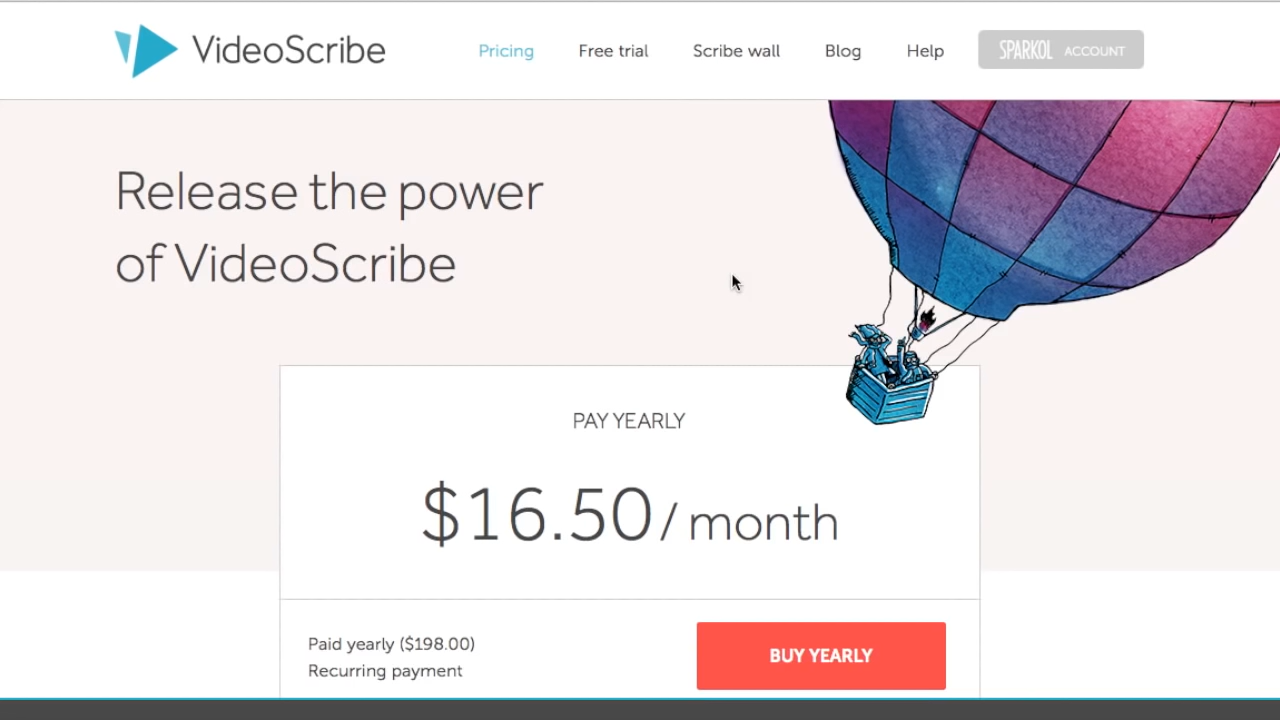 VideoScribe
Pricing
Free trial
Scribe wall
Blog
Help
SPARKOL ACCOUNT
Release the power
of VideoScribe
PAY YEARLY
$16.50/ month
Paid yearly ($198.00)
Recurring payment
BUY YEARLY